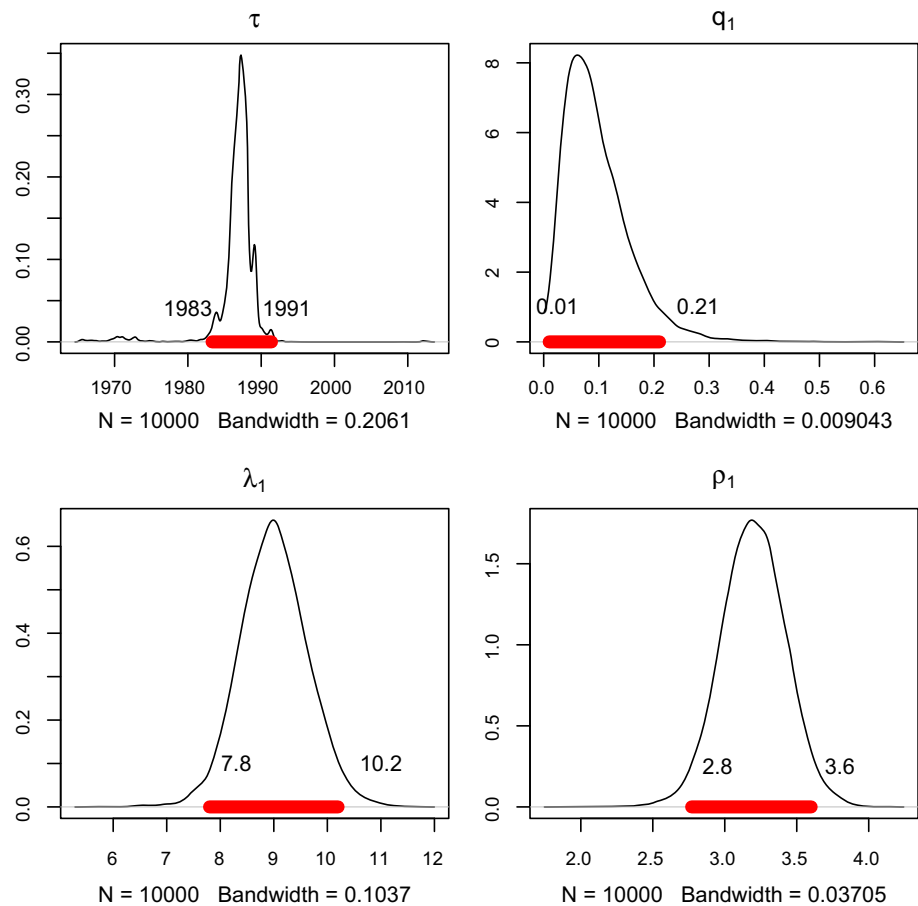 τ
0.00 0.10 0.20 0.30
1983 1991
1970 1980 1990 2000 2010
N = 10000 Bandwidth = 0.2061
q1
0 2 4 6 8
0.01 0.21
0.0 0.1 0.2 0.3 0.4 0.5 0.6
N = 10000 Bandwidth = 0.009043
λ1
0.0 0.2 0.4 0.6
7.8 10.2
6 7 8 9 10 11 12
N = 10000 Bandwidth = 0.1037
ρ1
0.0 0.5 1.0 1.5
2.8 3.6
2.0 2.5 3.0 3.5 4.0
N = 10000 Bandwidth = 0.03705